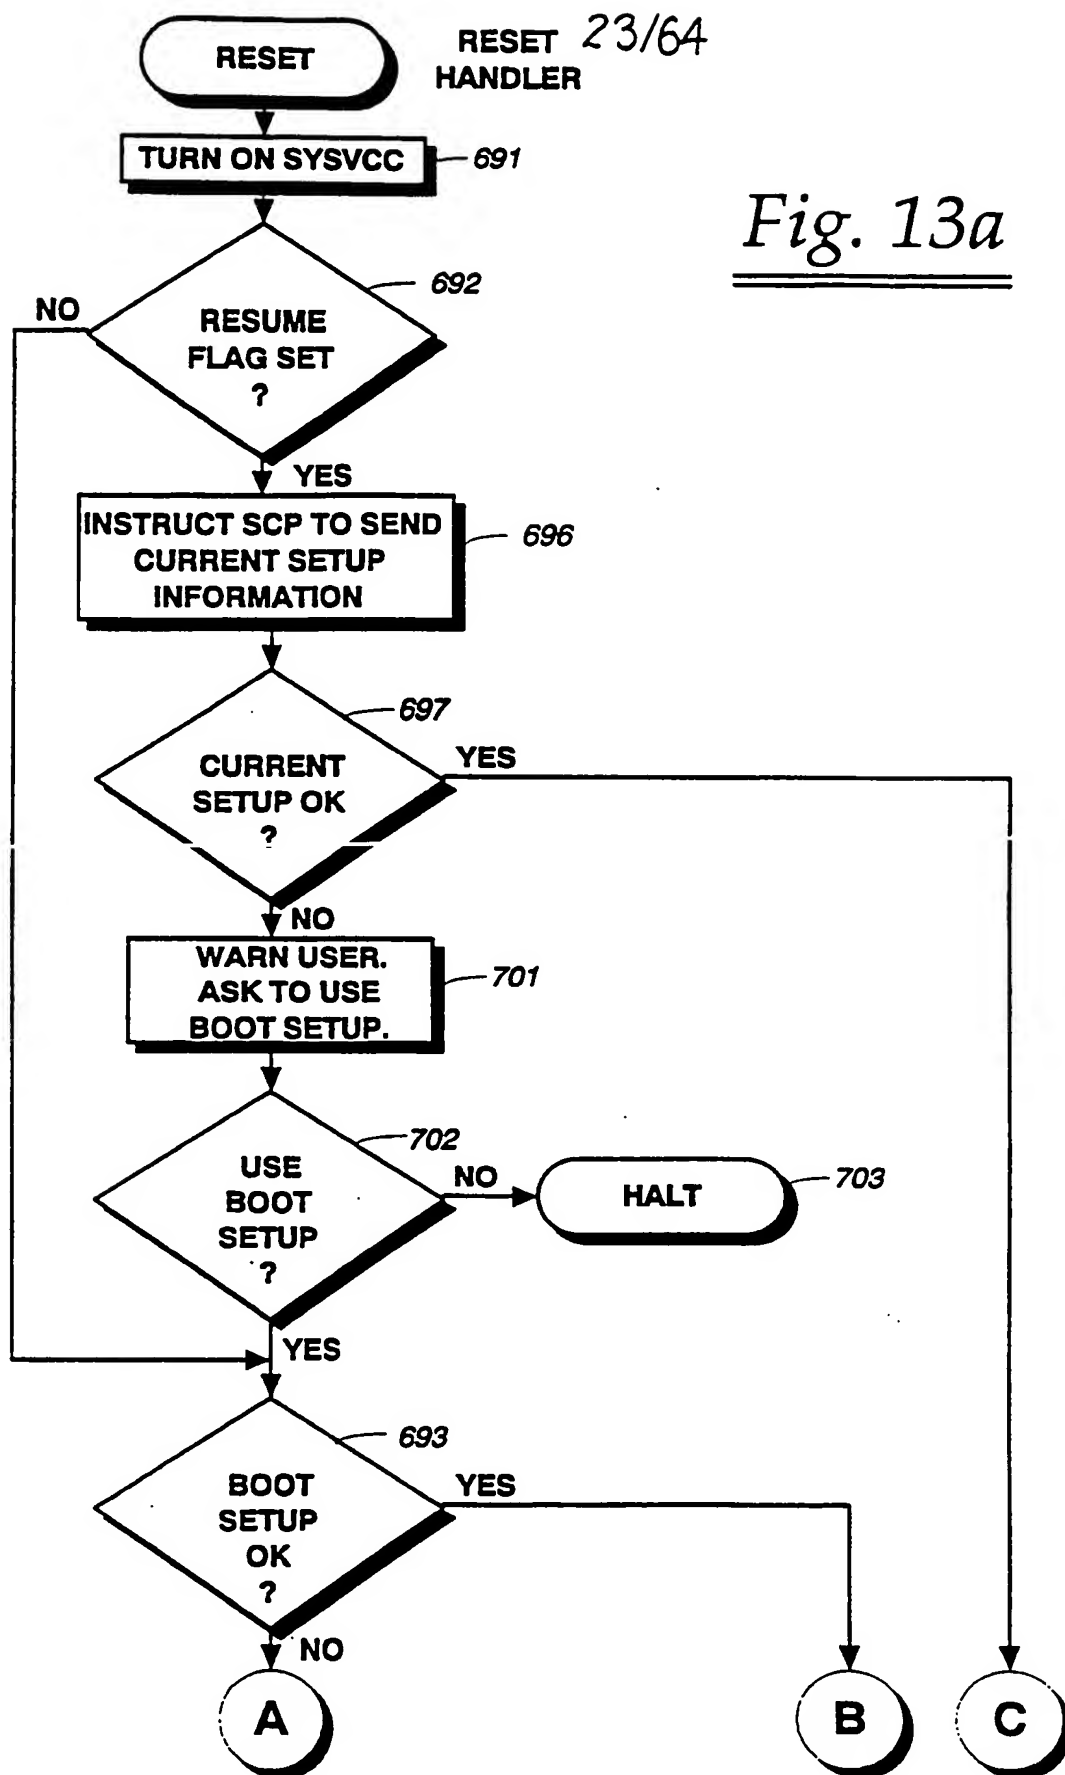 RESET
RESET 23/64
HANDLER
TURN ON SYSVCC
691
Fig. 13a
692
NO
RESUME
FLAG SET
?
YES
INSTRUCT SCP TO SEND
CURRENT SETUP
INFORMATION
696
697
CURRENT
SETUP OK
?
YES
NO
WARN USER.
ASK TO USE
BOOT SETUP.
701
702
USE
BOOT
SETUP
?
NO
HALT
703
YES
693
BOOT
SETUP
OK
?
YES
NO
A
B
C